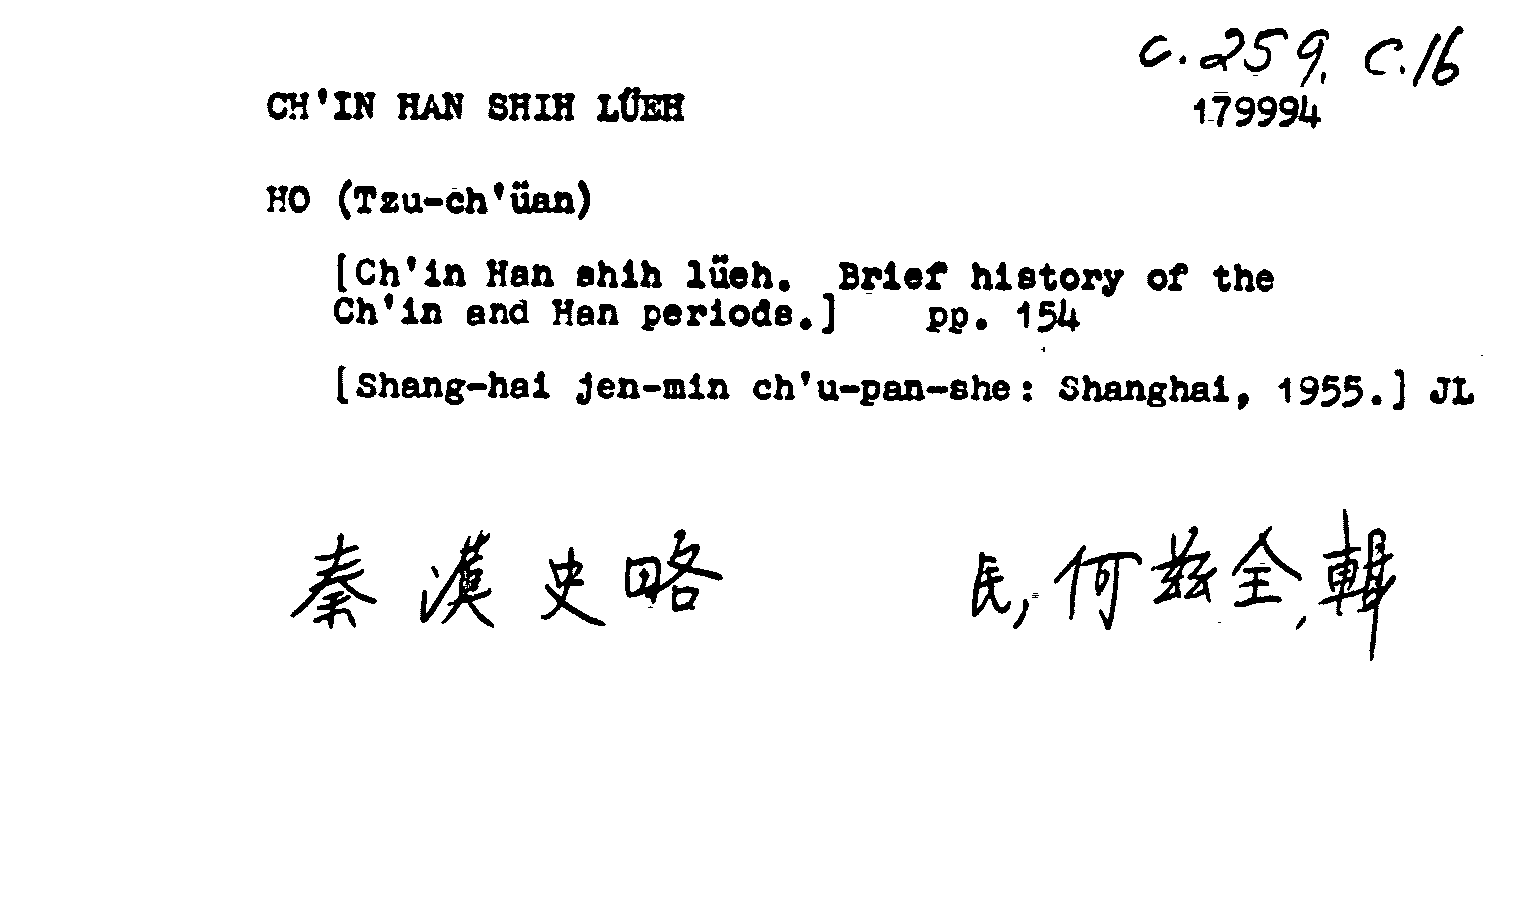 c.259, c.16
CH'IN HAN SHIH LÜEH
179994
HO (Tzu-ch'üan)
[Ch'in Han shih lüeh. Brief history of the
Ch'in and Han periods.] pp. 154
[Shang-hai jen-min ch'u-pan-she: Shanghai, 1955.] JL
秦漢史略 民,何茲全,輯